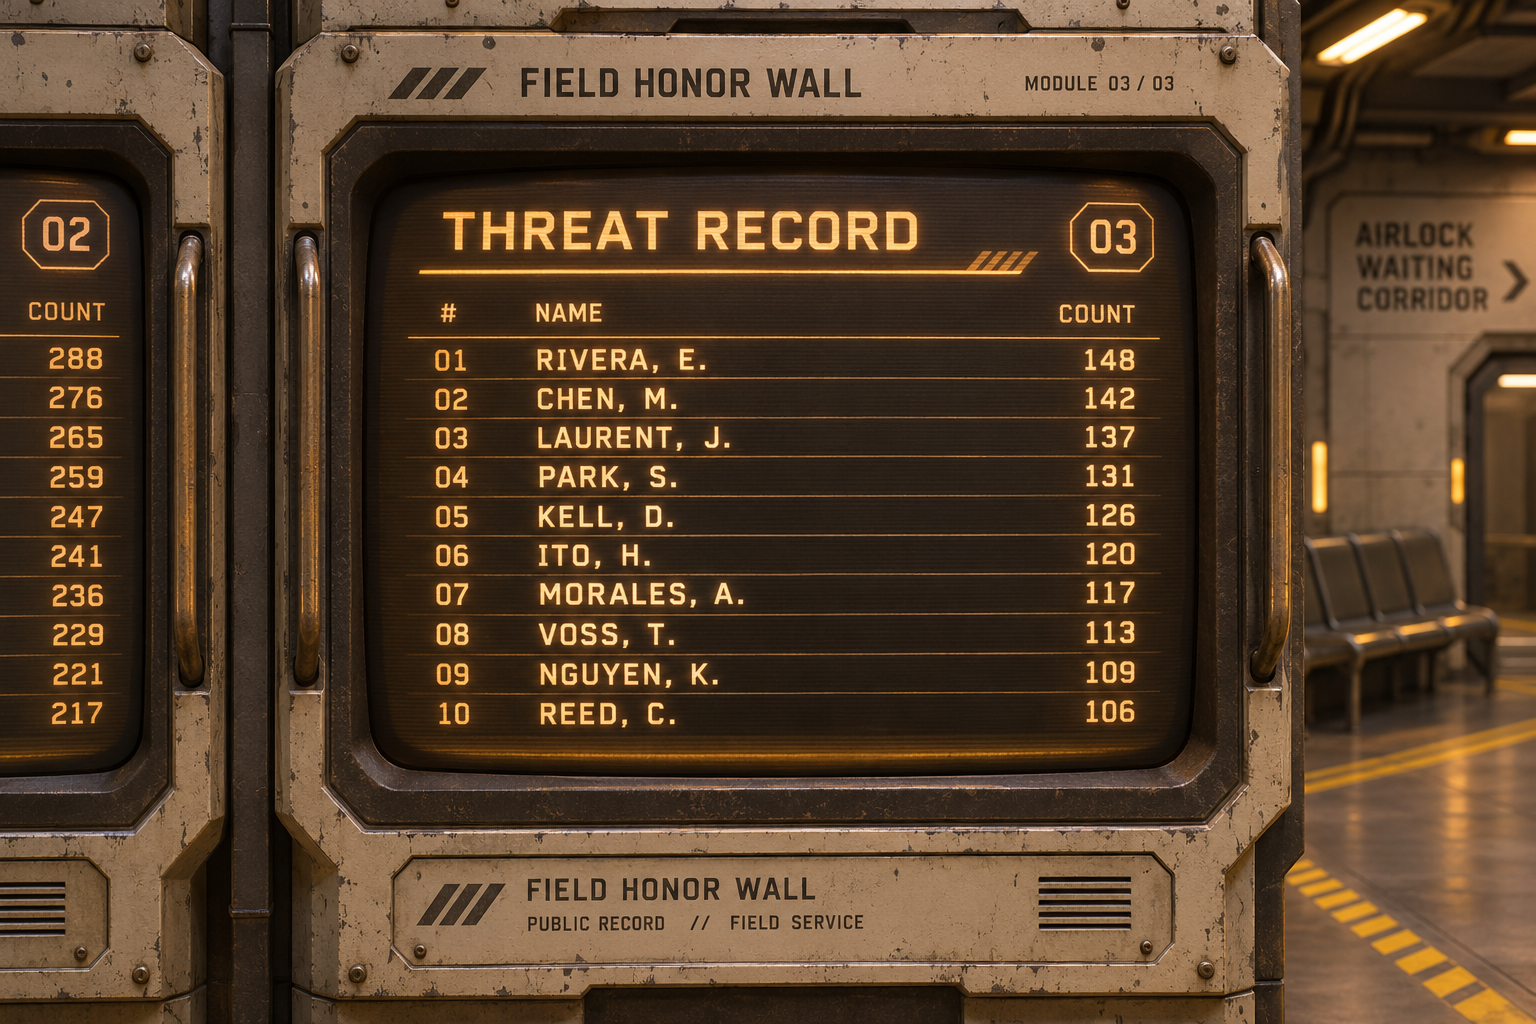 FIELD HONOR WALL
MODULE 03 / 03
02
COUNT
288
276
265
259
247
241
236
229
221
217
THREAT RECORD
03
# NAME COUNT
01 RIVERA, E. 148
02 CHEN, M. 142
03 LAURENT, J. 137
04 PARK, S. 131
05 KELL, D. 126
06 ITO, H. 120
07 MORALES, A. 117
08 VOSS, T. 113
09 NGUYEN, K. 109
10 REED, C. 106
FIELD HONOR WALL
PUBLIC RECORD // FIELD SERVICE
AIRLOCK
WAITING
CORRIDOR